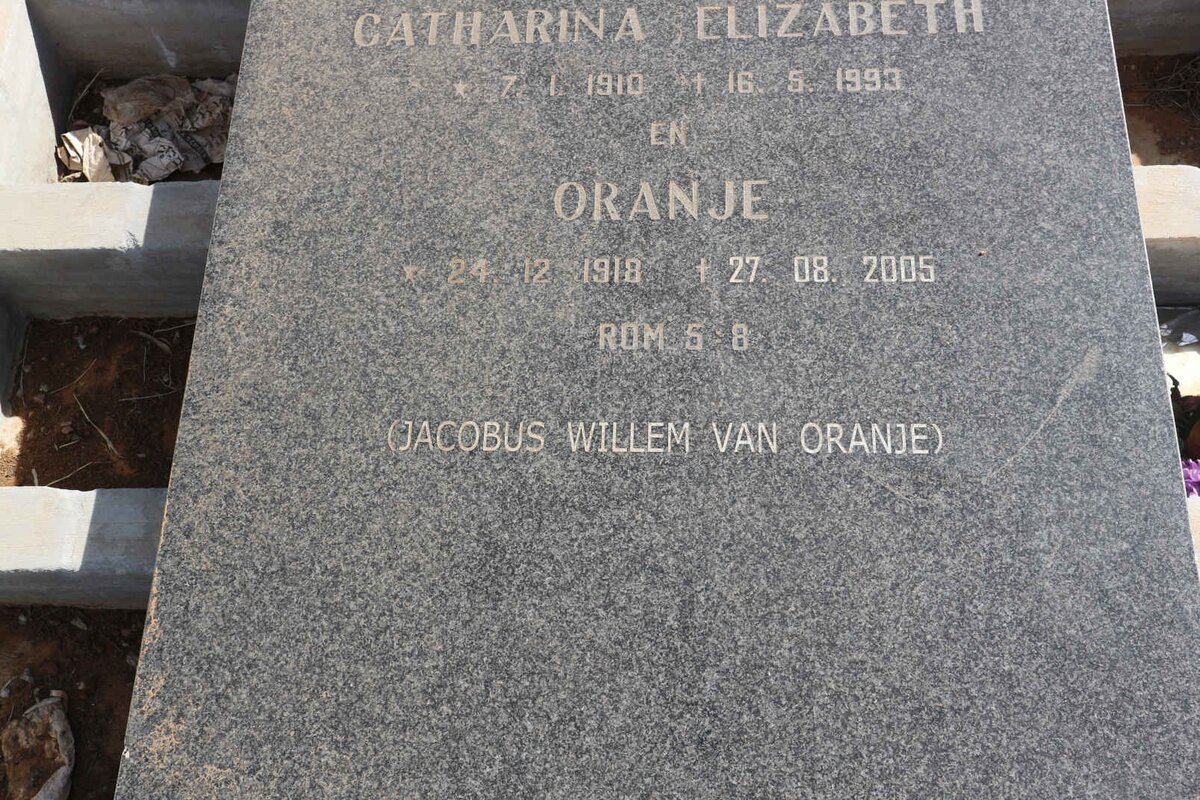 CATHARINA ELIZABETH
★ 7. 1. 1910 † 16. 5. 1993
EN
ORANJE
★ 24. 12. 1918 † 27. 08. 2005
ROM 5:8
(JACOBUS WILLEM VAN ORANJE)